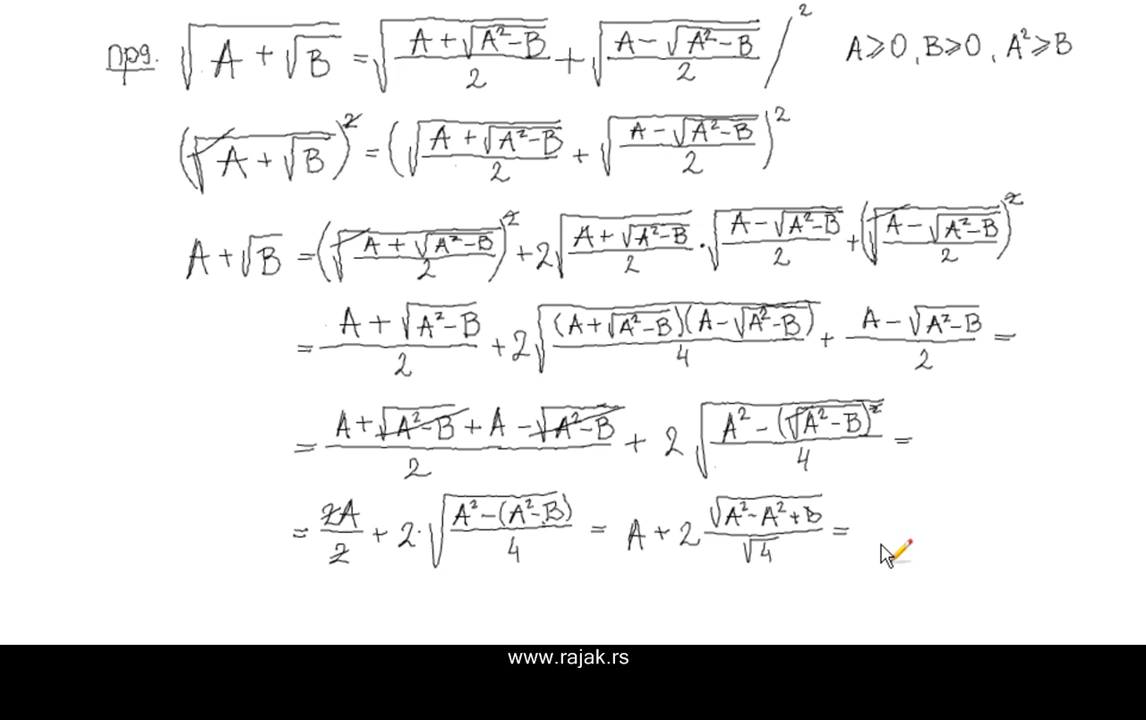 прд. √(A + √B) = √((A + √(A² − B))/2) + √((A − √(A² − B))/2) /² A ⩾ 0, B ⩾ 0, A² ⩾ B
(√(A + √B))² = (√((A + √(A² − B))/2) + √((A − √(A² − B))/2))²
A + √B = (√((A + √(A² − B))/2))² + 2√((A + √(A² − B))/2) · √((A − √(A² − B))/2) + (√((A − √(A² − B))/2))²
= (A + √(A² − B))/2 + 2√(((A + √(A² − B))(A − √(A² − B)))/4) + (A − √(A² − B))/2 =
= (A + √(A² − B) + A − √(A² − B))/2 + 2√((A² − (√(A² − B))²)/4) =
= 2A/2 + 2·√((A² − (A² − B))/4) = A + 2 √(A² − A² + B)/√4 =
www.rajak.rs